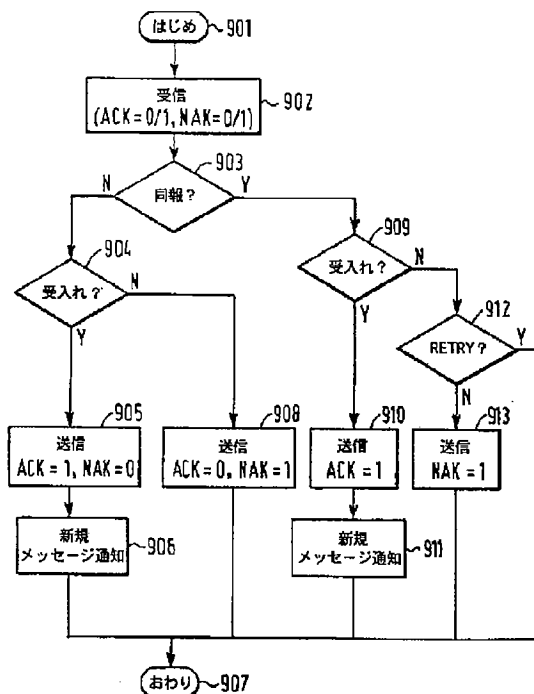 はじめ
901
受信
(ACK=0/1, NAK=0/1)
902
903
同報?
N
Y
904
受入れ?
N
Y
909
受入れ?
N
Y
912
RETRY?
Y
N
905
送信
ACK=1, NAK=0
908
送信
ACK=0, NAK=1
910
送信
ACK=1
913
送信
NAK=1
新規
メッセージ通知
906
新規
メッセージ通知
911
おわり
907